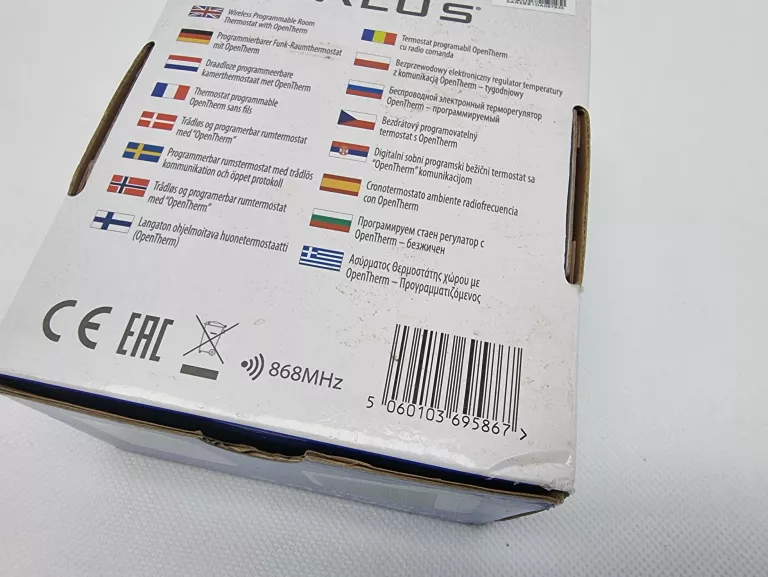 Wireless Programmable Room
Thermostat with OpenTherm
Programmierbarer Funk-Raumthermostat
mit OpenTherm
Draadloze programmeerbare
kamerthermostaat met OpenTherm
Thermostat programmable
OpenTherm sans fils
Trådløs og programerbar rumtermostat
med "OpenTherm"
Programmerbar rumstermostat med trådlös
kommunikation och öppet protokoll
Trådløs og programerbar rumtermostat
med "OpenTherm"
Langaton ohjelmoitava huonetermostaatti
(OpenTherm)
Termostat programabil OpenTherm
cu radio comanda
Bezprzewodowy elektroniczny regulator temperatury
z komunikacją OpenTherm – tygodniowy
Беспроводной электронный терморегулятор
OpenTherm – программируемый
Bezdrátový programovatelný
termostat s OpenTherm
Digitalni sobni programski bežični termostat sa
"OpenTherm" komunikacijom
Cronotermostato ambiente radiofrecuencia
con OpenTherm
Програмируем стаен регулатор с
OpenTherm – безжичен
Ασύρματος Θερμοστάτης χώρου με
OpenTherm – Προγραμματιζόμενος
CE EAC
868MHz
5 060103 695867 >